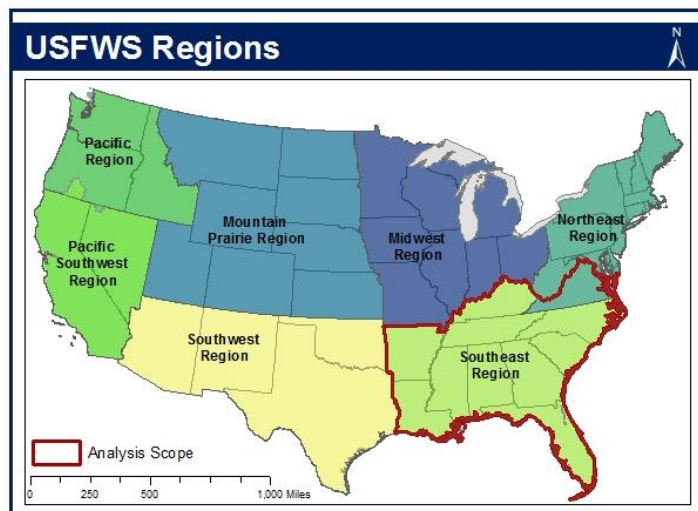 USFWS Regions
N
Pacific
Region
Mountain
Prairie Region
Midwest
Region
Northeast
Region
Pacific
Southwest
Region
Southwest
Region
Southeast
Region
Analysis Scope
0 250 500 1,000 Miles